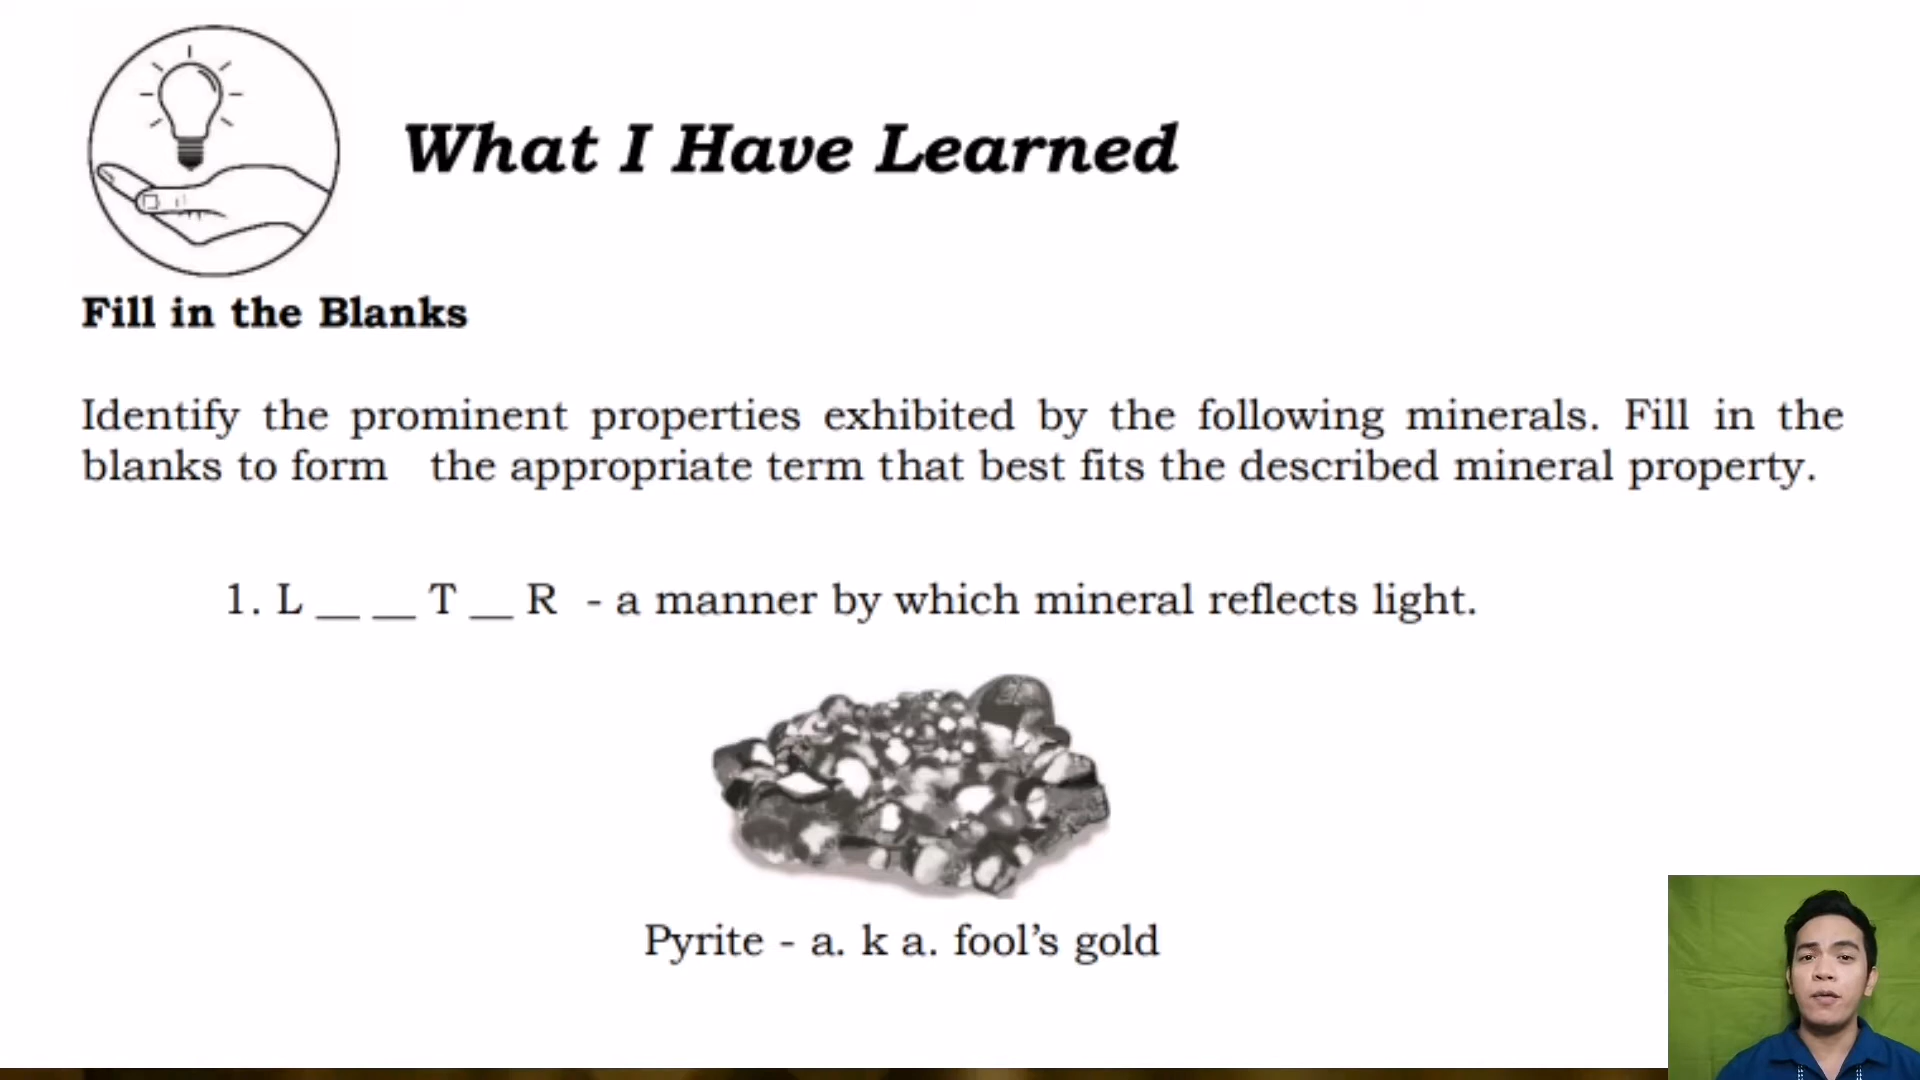 What I Have Learned
Fill in the Blanks
Identify the prominent properties exhibited by the following minerals. Fill in the
blanks to form the appropriate term that best fits the described mineral property.
1. L __ __ T __ R - a manner by which mineral reflects light.
Pyrite - a. k a. fool's gold